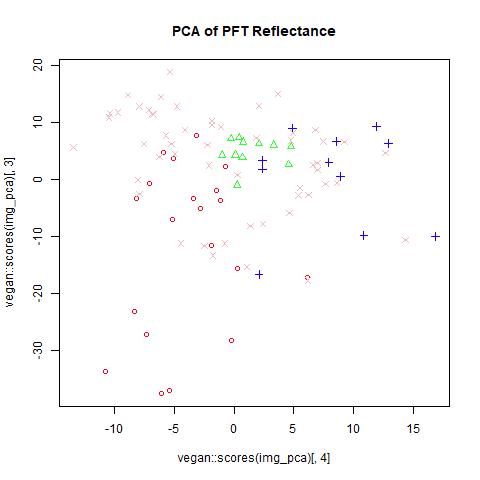 PCA of PFT Reflectance
20
10
0
-10
-20
-30
vegan::scores(img_pca)[, 3]
-10 -5 0 5 10 15
vegan::scores(img_pca)[, 4]